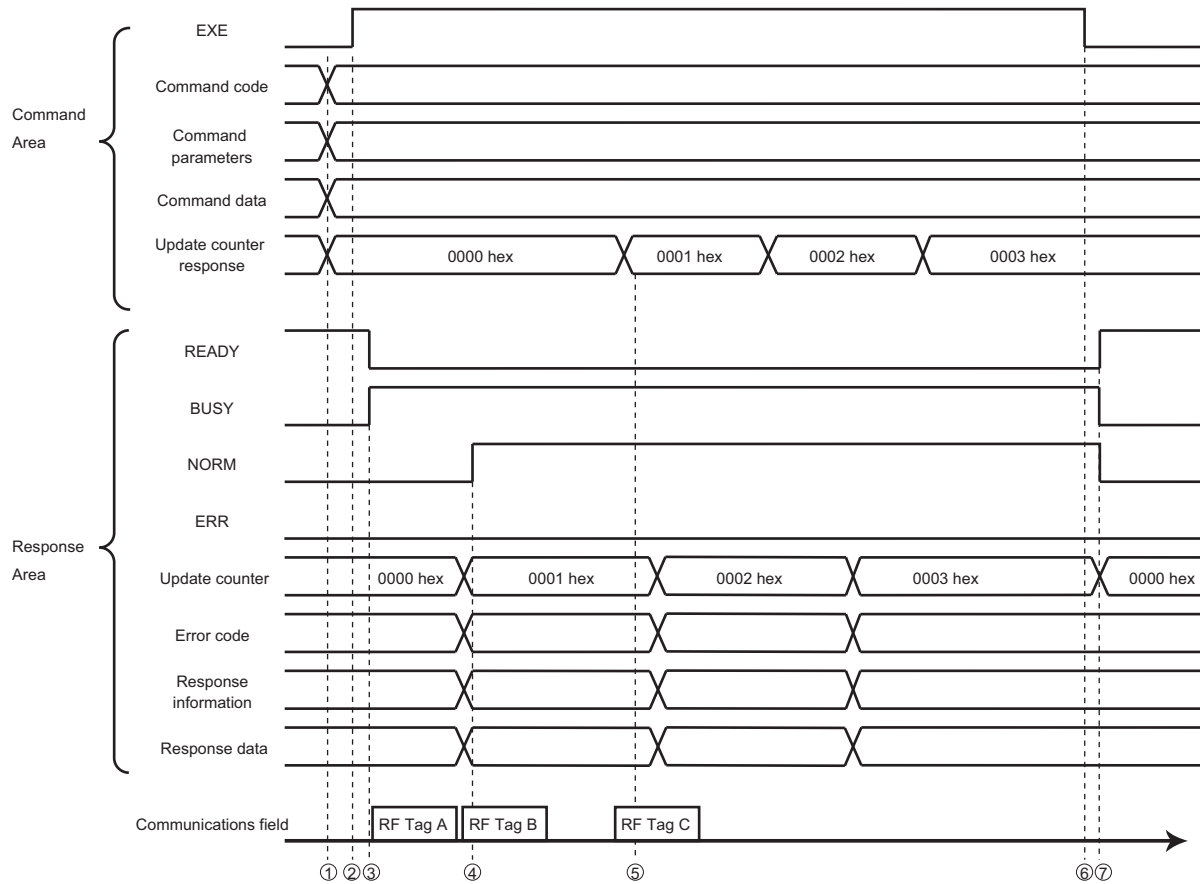 EXE
Command code
Command
Area
Command
parameters
Command data
Update counter
response
0000 hex
0001 hex
0002 hex
0003 hex
READY
BUSY
NORM
ERR
Response
Area
Update counter
0000 hex
0001 hex
0002 hex
0003 hex
0000 hex
Error code
Response
information
Response data
Communications field
RF Tag A
RF Tag B
RF Tag C
① ② ③ ④ ⑤ ⑥ ⑦